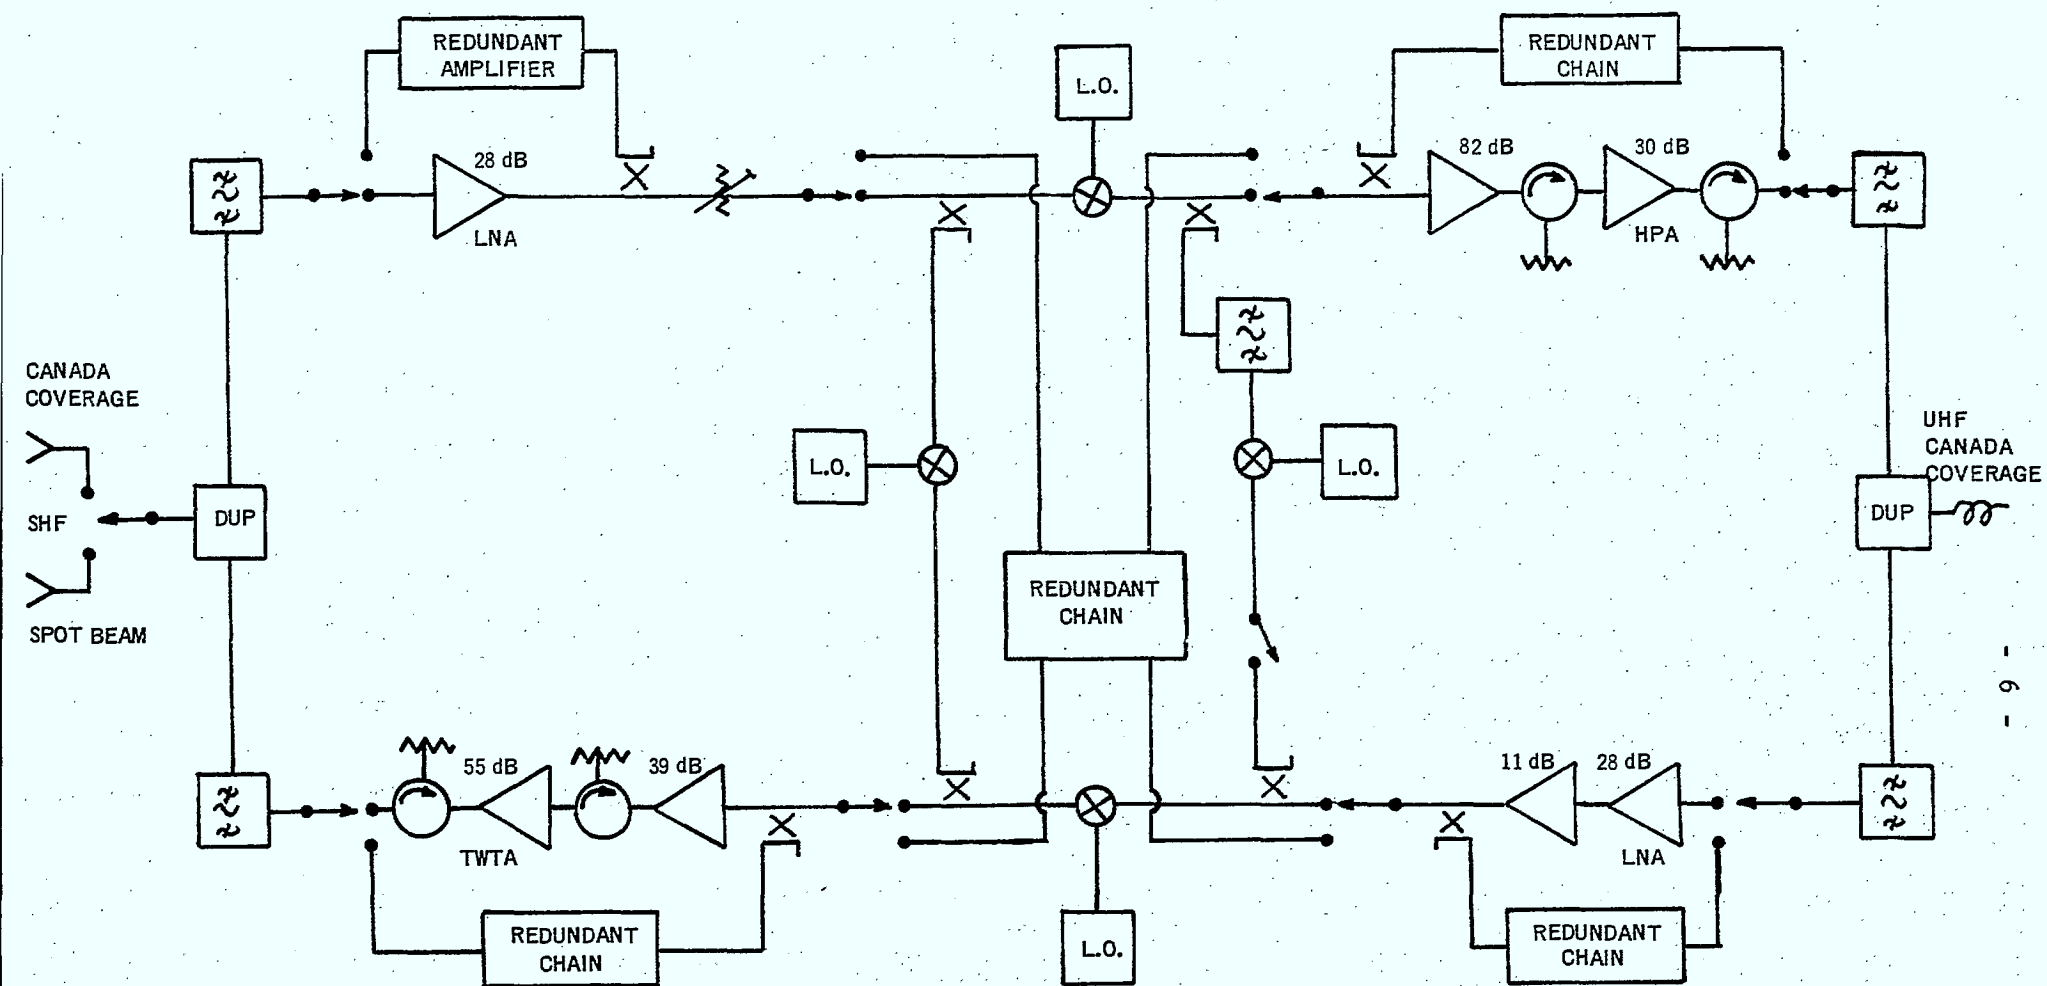 REDUNDANT
AMPLIFIER
L.O.
REDUNDANT
CHAIN
28 dB
LNA
82 dB
30 dB
HPA
CANADA
COVERAGE
SHF
SPOT BEAM
DUP
L.O.
L.O.
REDUNDANT
CHAIN
UHF
CANADA
COVERAGE
DUP
- 9 -
55 dB
39 dB
TWTA
11 dB
28 dB
LNA
REDUNDANT
CHAIN
L.O.
REDUNDANT
CHAIN